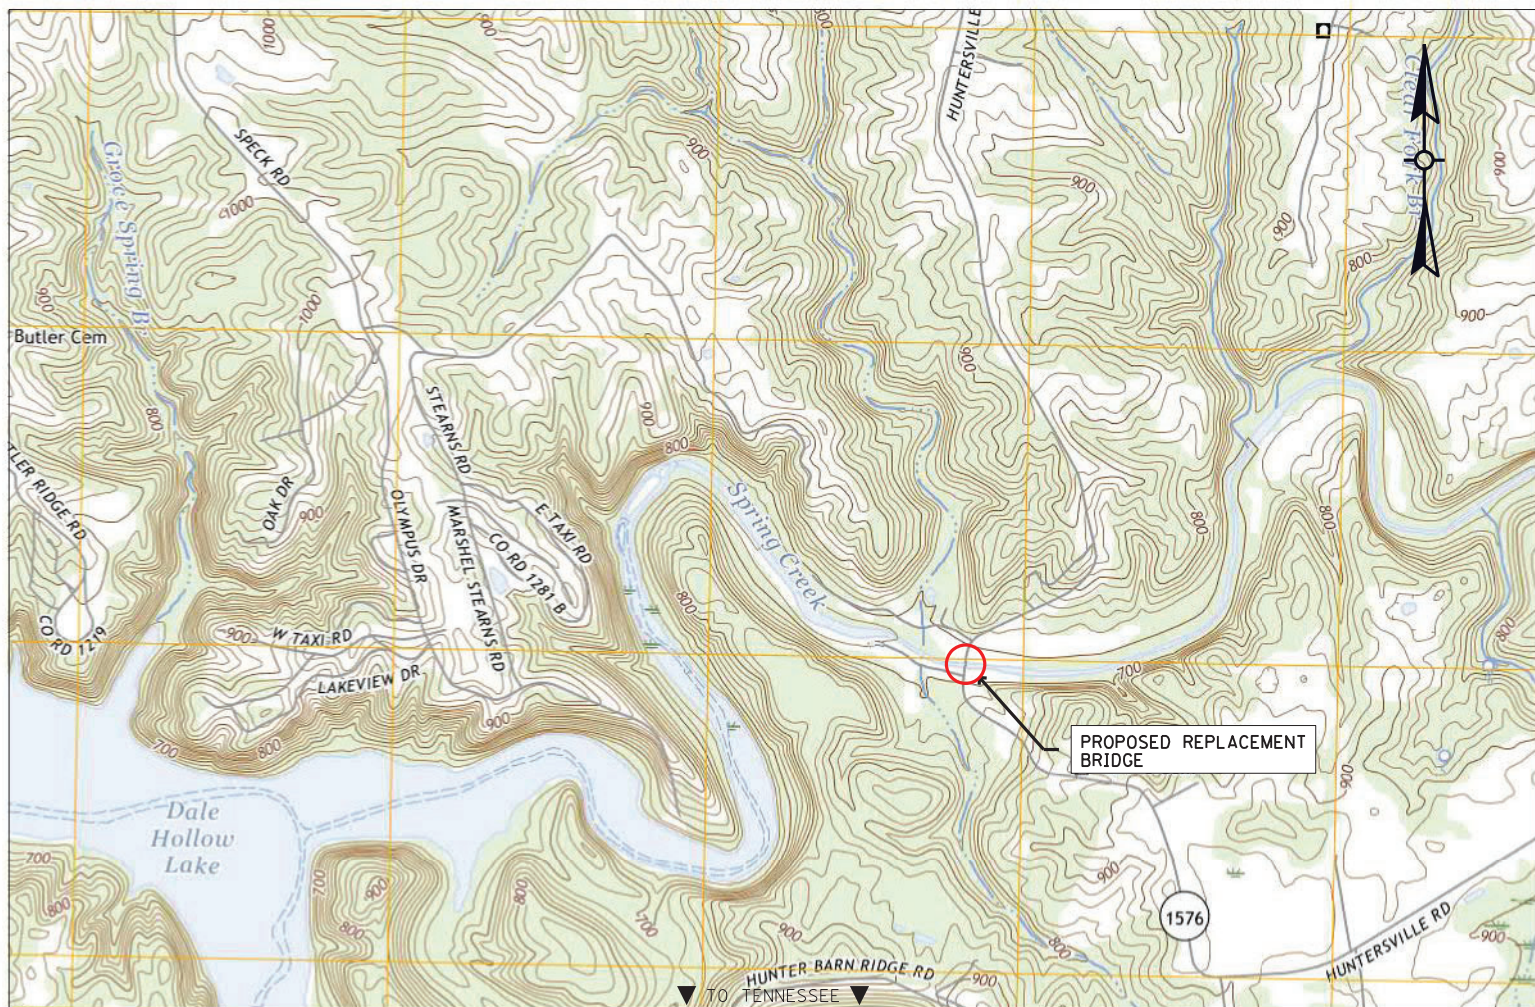 1000
900
800
HUNTERSVILLE
Clear Fork Br
SPECK RD
Groce Spring Br
900
900
900
1000
900
800
900
1000
900
Butler Cem
900
800
STEARNS RD
900
800
TLER RIDGE RD
OAK DR
900
OLYMPUS DR
MARSHEL STEARNS RD
E TAXI RD
CO RD 1281 B
Spring Creek
800
800
800
CO RD 1219
900
W TAXI RD
LAKEVIEW DR
800
700
900
700
800
PROPOSED REPLACEMENT
BRIDGE
900
Dale
Hollow
Lake
700
800
700
900
800
800
700
900
900
1576
800
900
HUNTERSVILLE RD
HUNTER BARN RIDGE RD
900
TO TENNESSEE